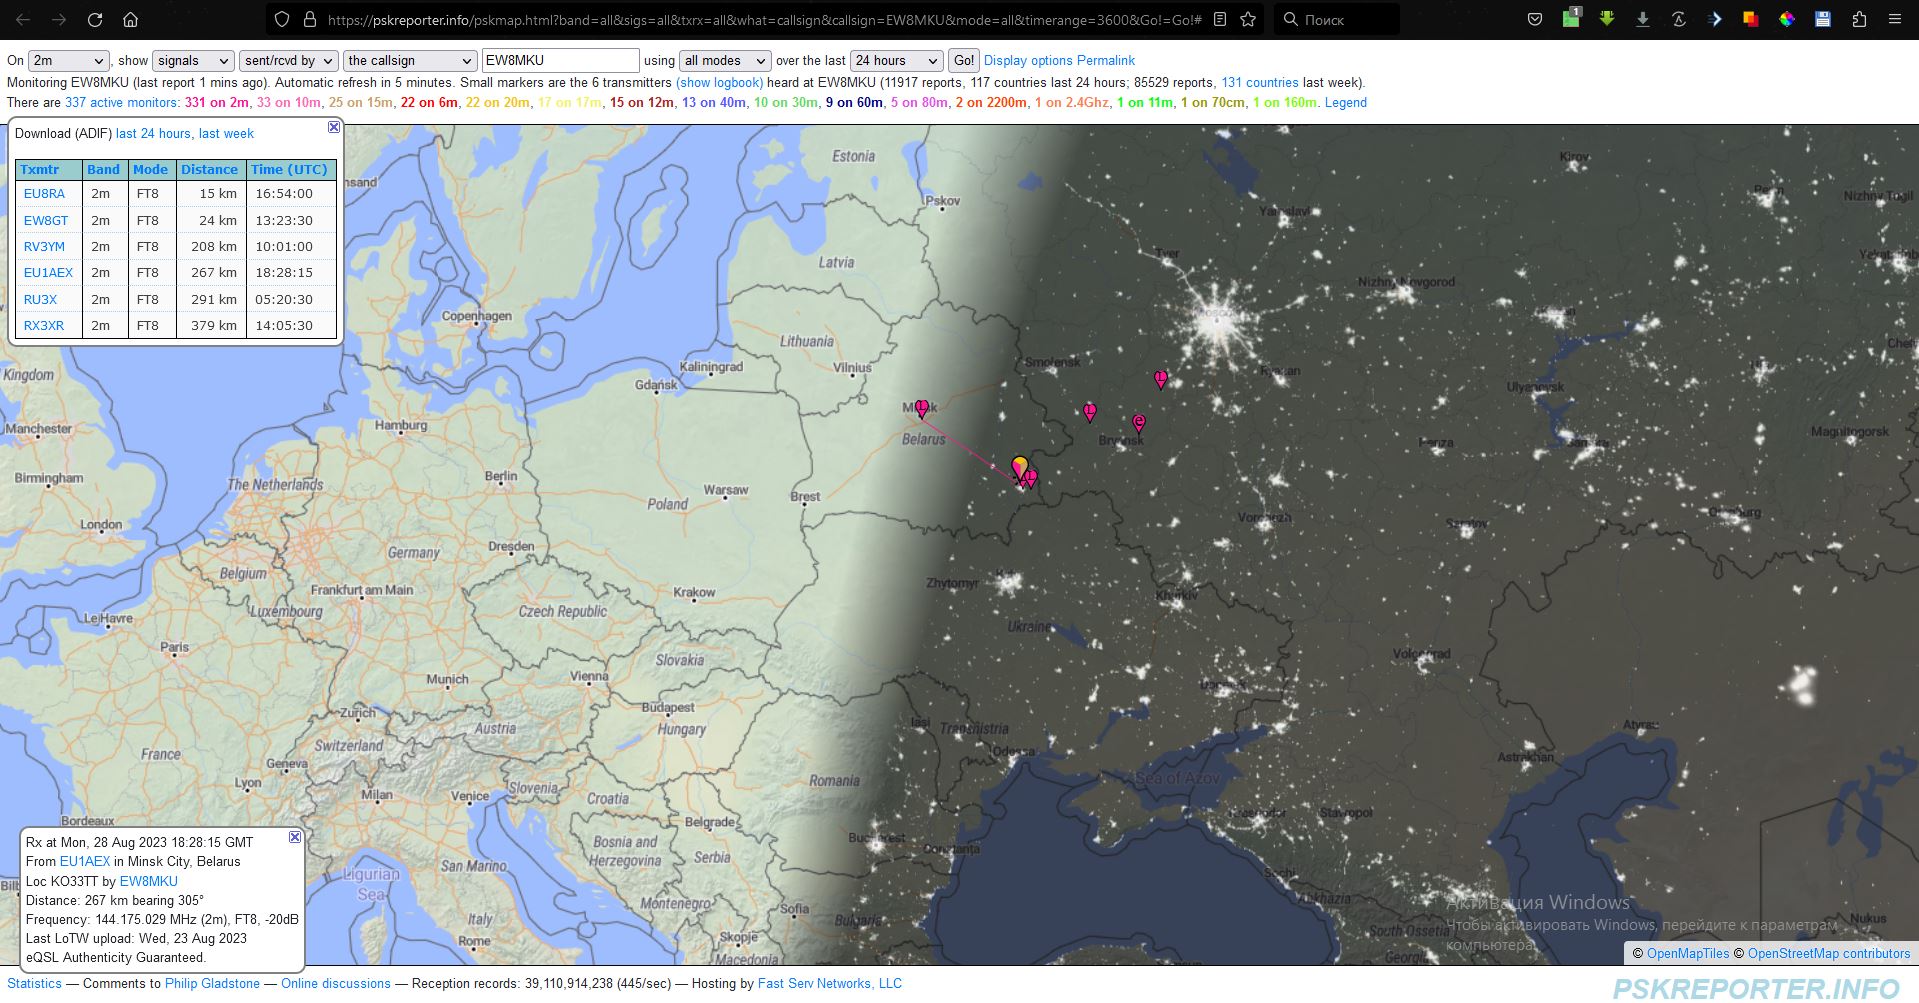 https://pskreporter.info/pskmap.html?band=all&sigs=all&txrx=all&what=callsign&callsign=EW8MKU&mode=all&timerange=3600&Go!=Go!#
Поиск
1
On 2m, show signals sent/rcvd by the callsign EW8MKU using all modes over the last 24 hours Go! Display options Permalink
Monitoring EW8MKU (last report 1 mins ago). Automatic refresh in 5 minutes. Small markers are the 6 transmitters (show logbook) heard at EW8MKU (11917 reports, 117 countries last 24 hours; 85529 reports, 131 countries last week).
There are 337 active monitors: 331 on 2m, 33 on 10m, 25 on 15m, 22 on 6m, 22 on 20m, 17 on 17m, 15 on 12m, 13 on 40m, 10 on 30m, 9 on 60m, 5 on 80m, 2 on 2200m, 1 on 2.4Ghz, 1 on 11m, 1 on 70cm, 1 on 160m. Legend
Download (ADIF) last 24 hours, last week
Txmtr Band Mode Distance Time (UTC)
EU8RA 2m FT8 15 km 16:54:00
EW8GT 2m FT8 24 km 13:23:30
RV3YM 2m FT8 208 km 10:01:00
EU1AEX 2m FT8 267 km 18:28:15
RU3X 2m FT8 291 km 05:20:30
RX3XR 2m FT8 379 km 14:05:30
Estonia
Kirov
Pskov
Nizhny Tagil
Yaroslavl
Tver
Latvia
Nizhny Novgorod
Copenhagen
Lithuania
Smolensk
Kaliningrad
Vilnius
Ryazan
Kingdom
Gdańsk
Ulyanovsk
Minsk
Manchester
Hamburg
Belarus
Bryansk
Penza
Samara
Magnitogorsk
Birmingham
The Netherlands
Berlin
Warsaw
Poland
Brest
London
Voronezh
Saratov
Orenburg
Germany
Dresden
Belgium
Zhytomyr
Frankfurt am Main
Krakow
Kharkiv
Luxembourg
Czech Republic
Le Havre
Ukraine
Paris
Slovakia
Volgograd
Munich
Vienna
Donetsk
Zurich
Budapest
Iași
Transnistria
Atyrau
Austria
Hungary
Switzerland
Odessa
France
Geneva
Astrakhan
Lyon
Milan
Venice
Slovenia
Croatia
Romania
Sea of Azov
Krasnodar
Stavropol
Bordeaux
Belgrade
Bosnia and
Herzegovina
Serbia
Bucharest
Constanța
San Marino
Ligurian
Sea
Montenegro
Sofia
Bulgaria
Sochi
Abkhazia
Italy
Rome
Skopje
South Ossetia
Georgia
Nukus
Rx at Mon, 28 Aug 2023 18:28:15 GMT
From EU1AEX in Minsk City, Belarus
Loc KO33TT by EW8MKU
Distance: 267 km bearing 305°
Frequency: 144.175.029 MHz (2m), FT8, -20dB
Last LoTW upload: Wed, 23 Aug 2023
eQSL Authenticity Guaranteed.
Активация Windows
Чтобы активировать Windows, перейдите к параметрам
компьютера.
© OpenMapTiles © OpenStreetMap contributors
Statistics — Comments to Philip Gladstone — Online discussions — Reception records: 39,110,914,238 (445/sec) — Hosting by Fast Serv Networks, LLC
PSKREPORTER.INFO